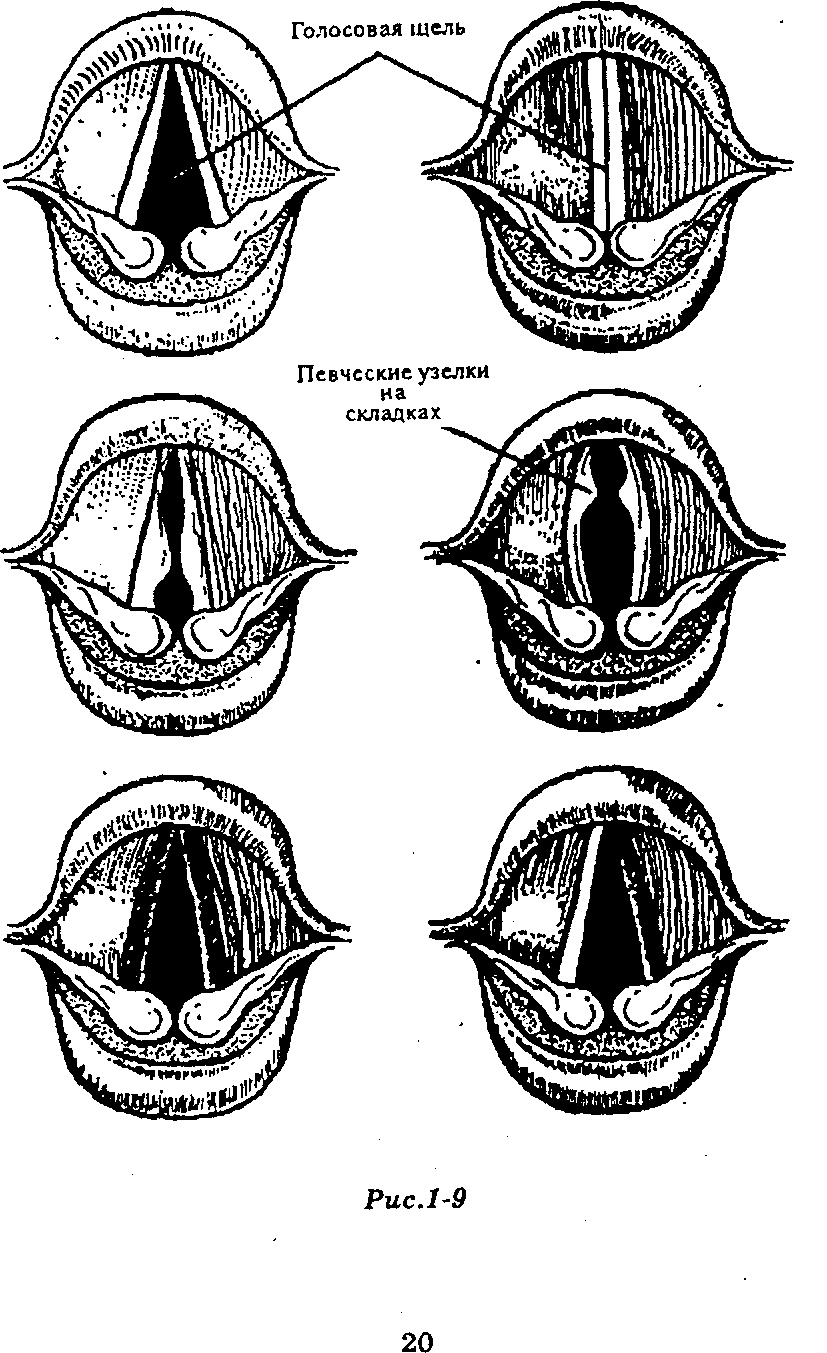 Голосовая щель
Певческие узелки
на
складках
Рис.1-9
20